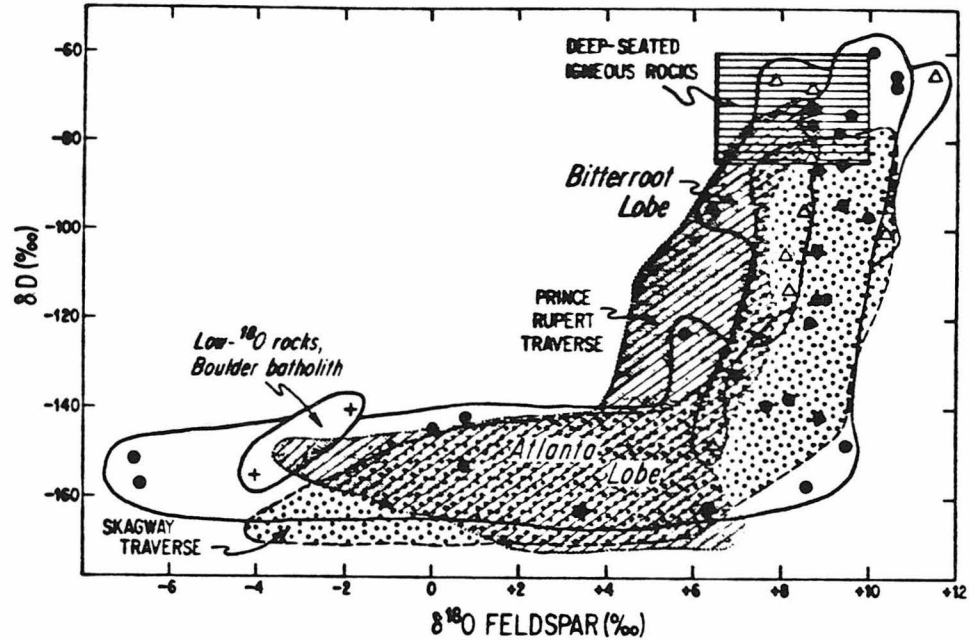 DEEP-SEATED
IGNEOUS ROCKS
Bitterroot
Lobe
PRINCE
RUPERT
TRAVERSE
Low-¹⁸O rocks,
Boulder batholith
Atlanta
Lobe
SKAGWAY
TRAVERSE
δD (‰)
-60
-80
-100
-120
-140
-160
-6
-4
-2
0
+2
+4
+6
+8
+10
+12
δ¹⁸O FELDSPAR (‰)